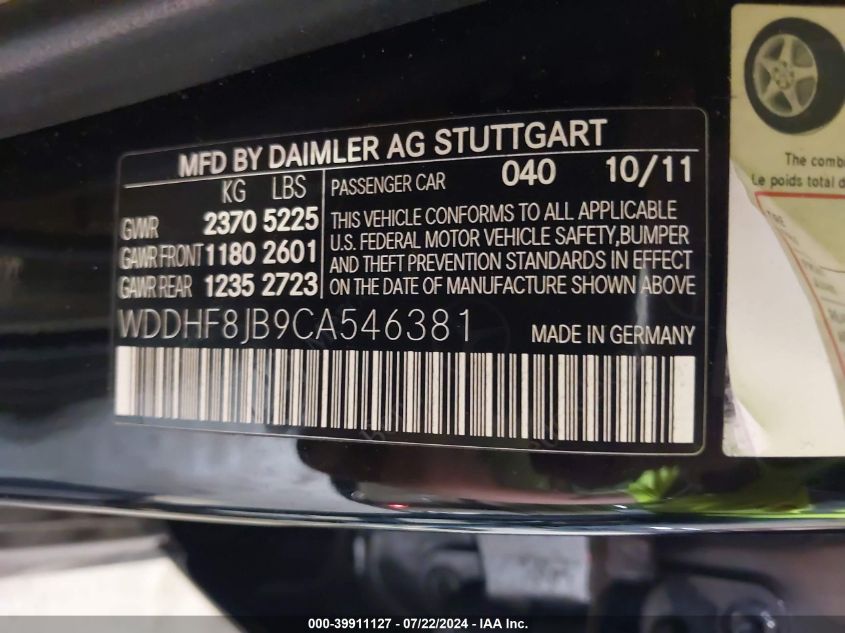 MFD BY DAIMLER AG STUTTGART
KG LBS PASSENGER CAR 040 10/11
GVWR 2370 5225
GAWR FRONT 1180 2601
GAWR REAR 1235 2723
THIS VEHICLE CONFORMS TO ALL APPLICABLE
U.S. FEDERAL MOTOR VEHICLE SAFETY,BUMPER
AND THEFT PREVENTION STANDARDS IN EFFECT
ON THE DATE OF MANUFACTURE SHOWN ABOVE
WDDHF8JB9CA546381 MADE IN GERMANY
The comb
Le poids total d
000-39911127 - 07/22/2024 - IAA Inc.